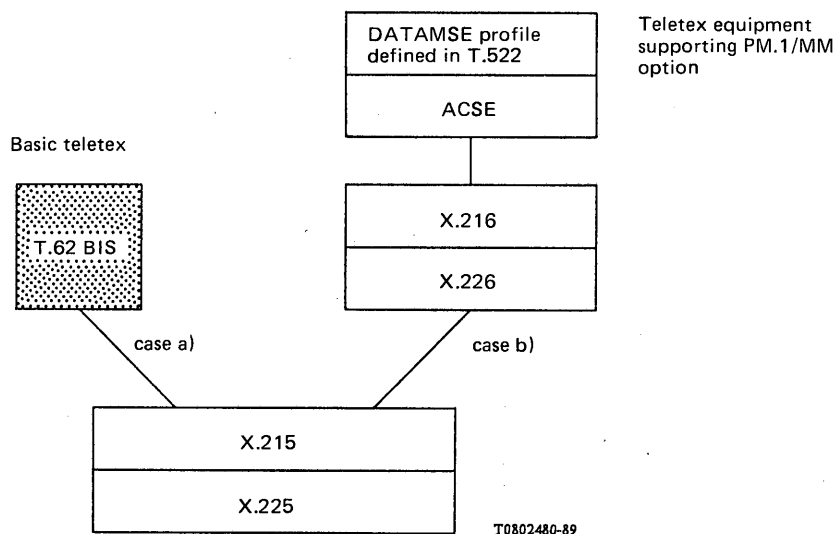 DATAMSE profile
defined in T.522
Teletex equipment
supporting PM.1/MM
option
ACSE
Basic teletex
X.216
T.62 BIS
X.226
case a)
case b)
X.215
X.225
T0802480-89